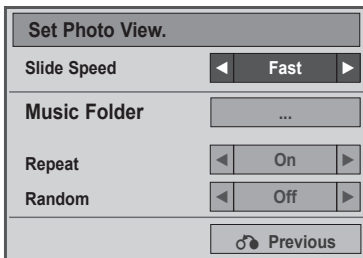 Set Photo View.
Slide Speed ◀ Fast ▶
Music Folder ...
Repeat ◀ On ▶
Random ◀ Off ▶
Previous